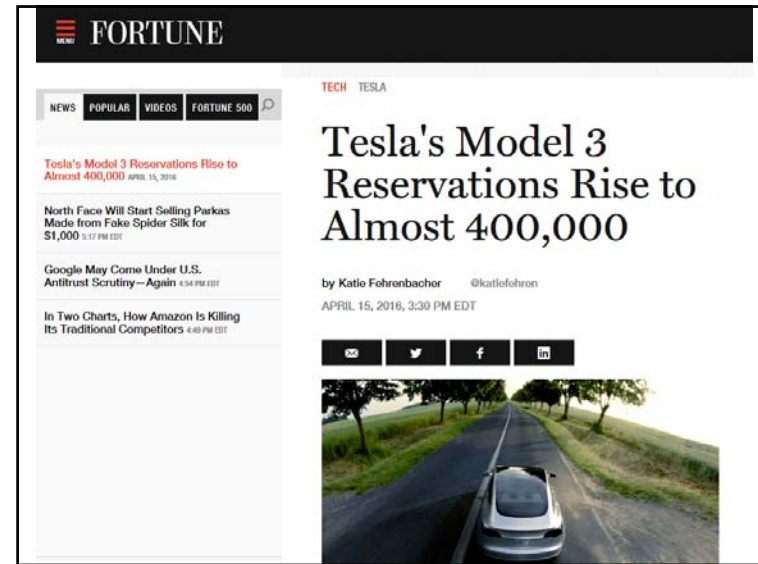 MENU
FORTUNE
NEWS
POPULAR
VIDEOS
FORTUNE 500
Tesla's Model 3 Reservations Rise to
Almost 400,000 APRIL 15, 2016
North Face Will Start Selling Parkas
Made from Fake Spider Silk for
$1,000 5:17 PM EDT
Google May Come Under U.S.
Antitrust Scrutiny—Again 4:54 PM EDT
In Two Charts, How Amazon Is Killing
Its Traditional Competitors 4:49 PM EDT
TECH TESLA
Tesla's Model 3
Reservations Rise to
Almost 400,000
by Katie Fehrenbacher @katiefehren
APRIL 15, 2016, 3:30 PM EDT
f
in